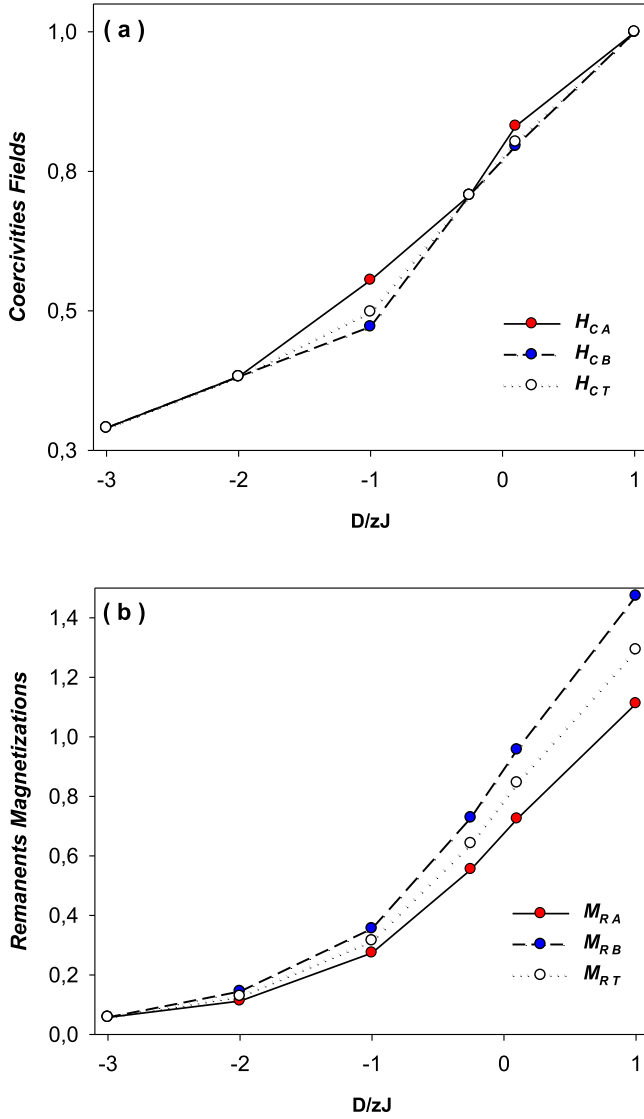 ( a )
Coercivities Fields
1,0
0,8
0,5
0,3
-3 -2 -1 0 1
D/zJ
H C A
H C B
H C T
( b )
Remanents Magnetizations
1,4
1,2
1,0
0,8
0,6
0,4
0,2
0,0
-3 -2 -1 0 1
D/zJ
M R A
M R B
M R T